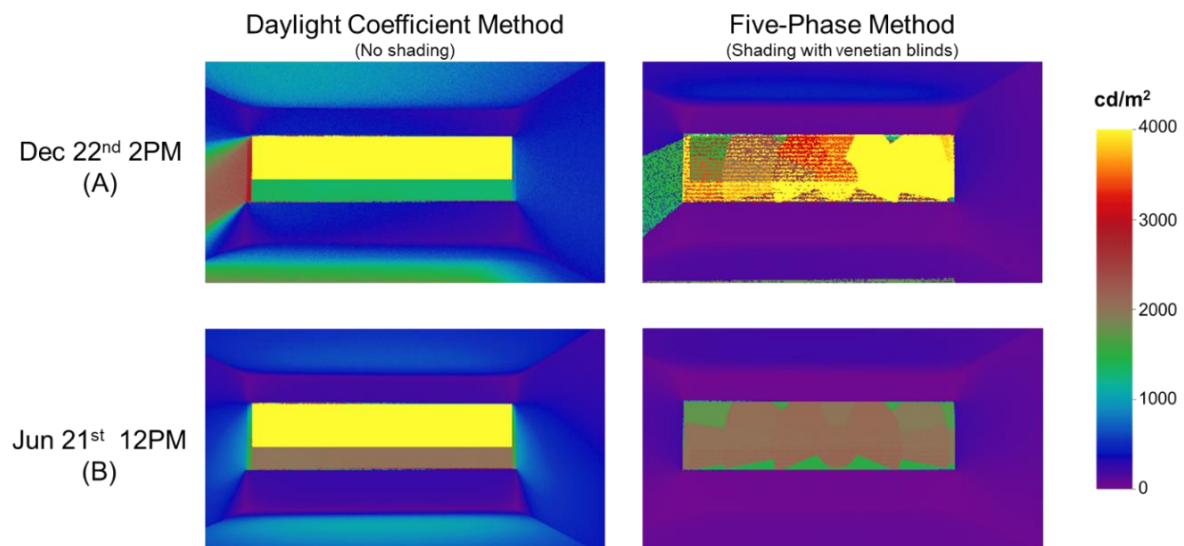 Daylight Coefficient Method
(No shading)
Five-Phase Method
(Shading with venetian blinds)
cd/m²
4000
3000
2000
1000
0
Dec 22ⁿᵈ 2PM
(A)
Jun 21ˢᵗ 12PM
(B)